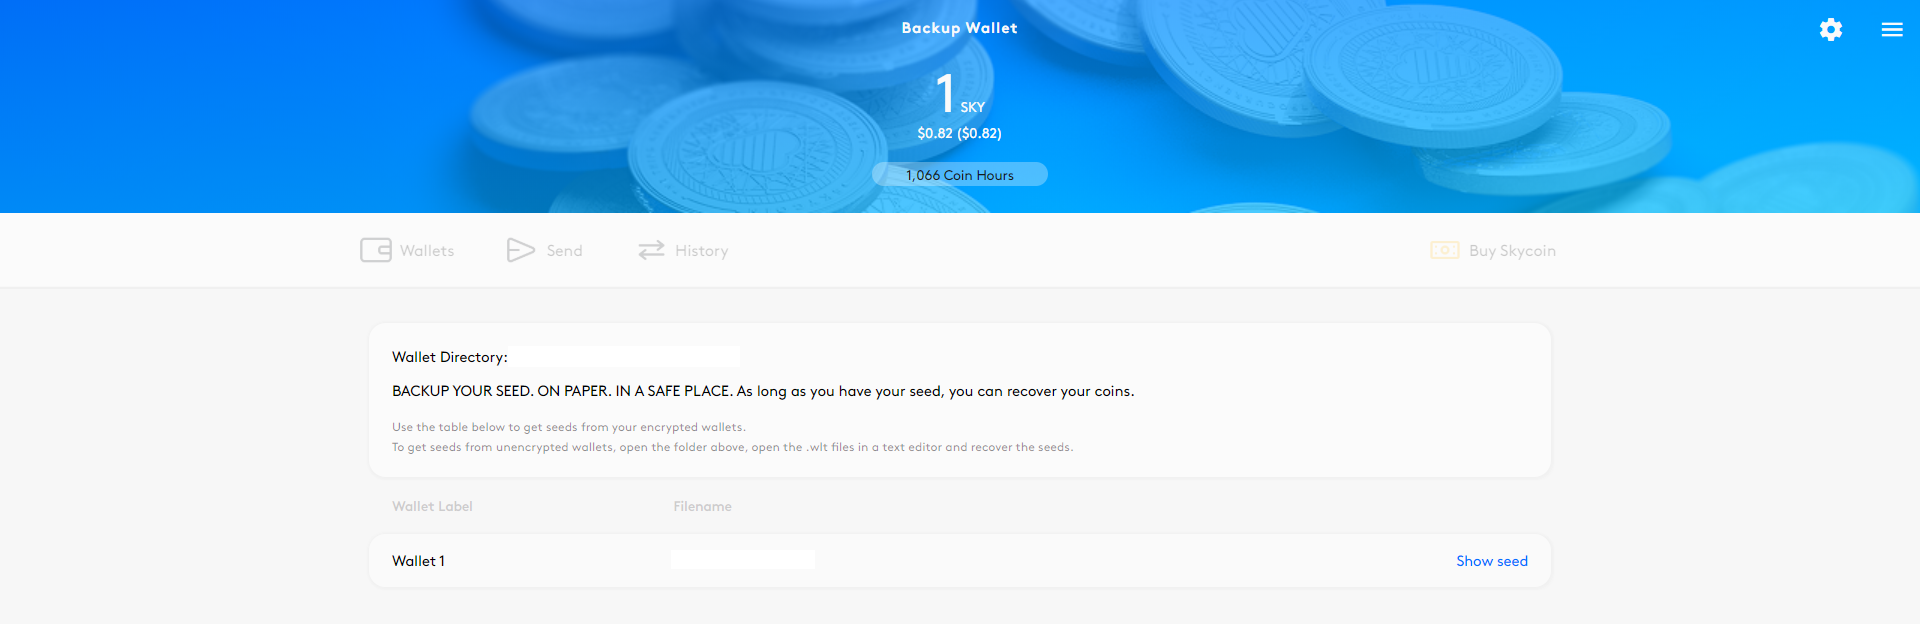 Backup Wallet
1 SKY
$0.82 ($0.82)
1,066 Coin Hours
Wallets Send History Buy Skycoin
Wallet Directory:
BACKUP YOUR SEED. ON PAPER. IN A SAFE PLACE. As long as you have your seed, you can recover your coins.
Use the table below to get seeds from your encrypted wallets.
To get seeds from unencrypted wallets, open the folder above, open the .wlt files in a text editor and recover the seeds.
Wallet Label Filename
Wallet 1 Show seed